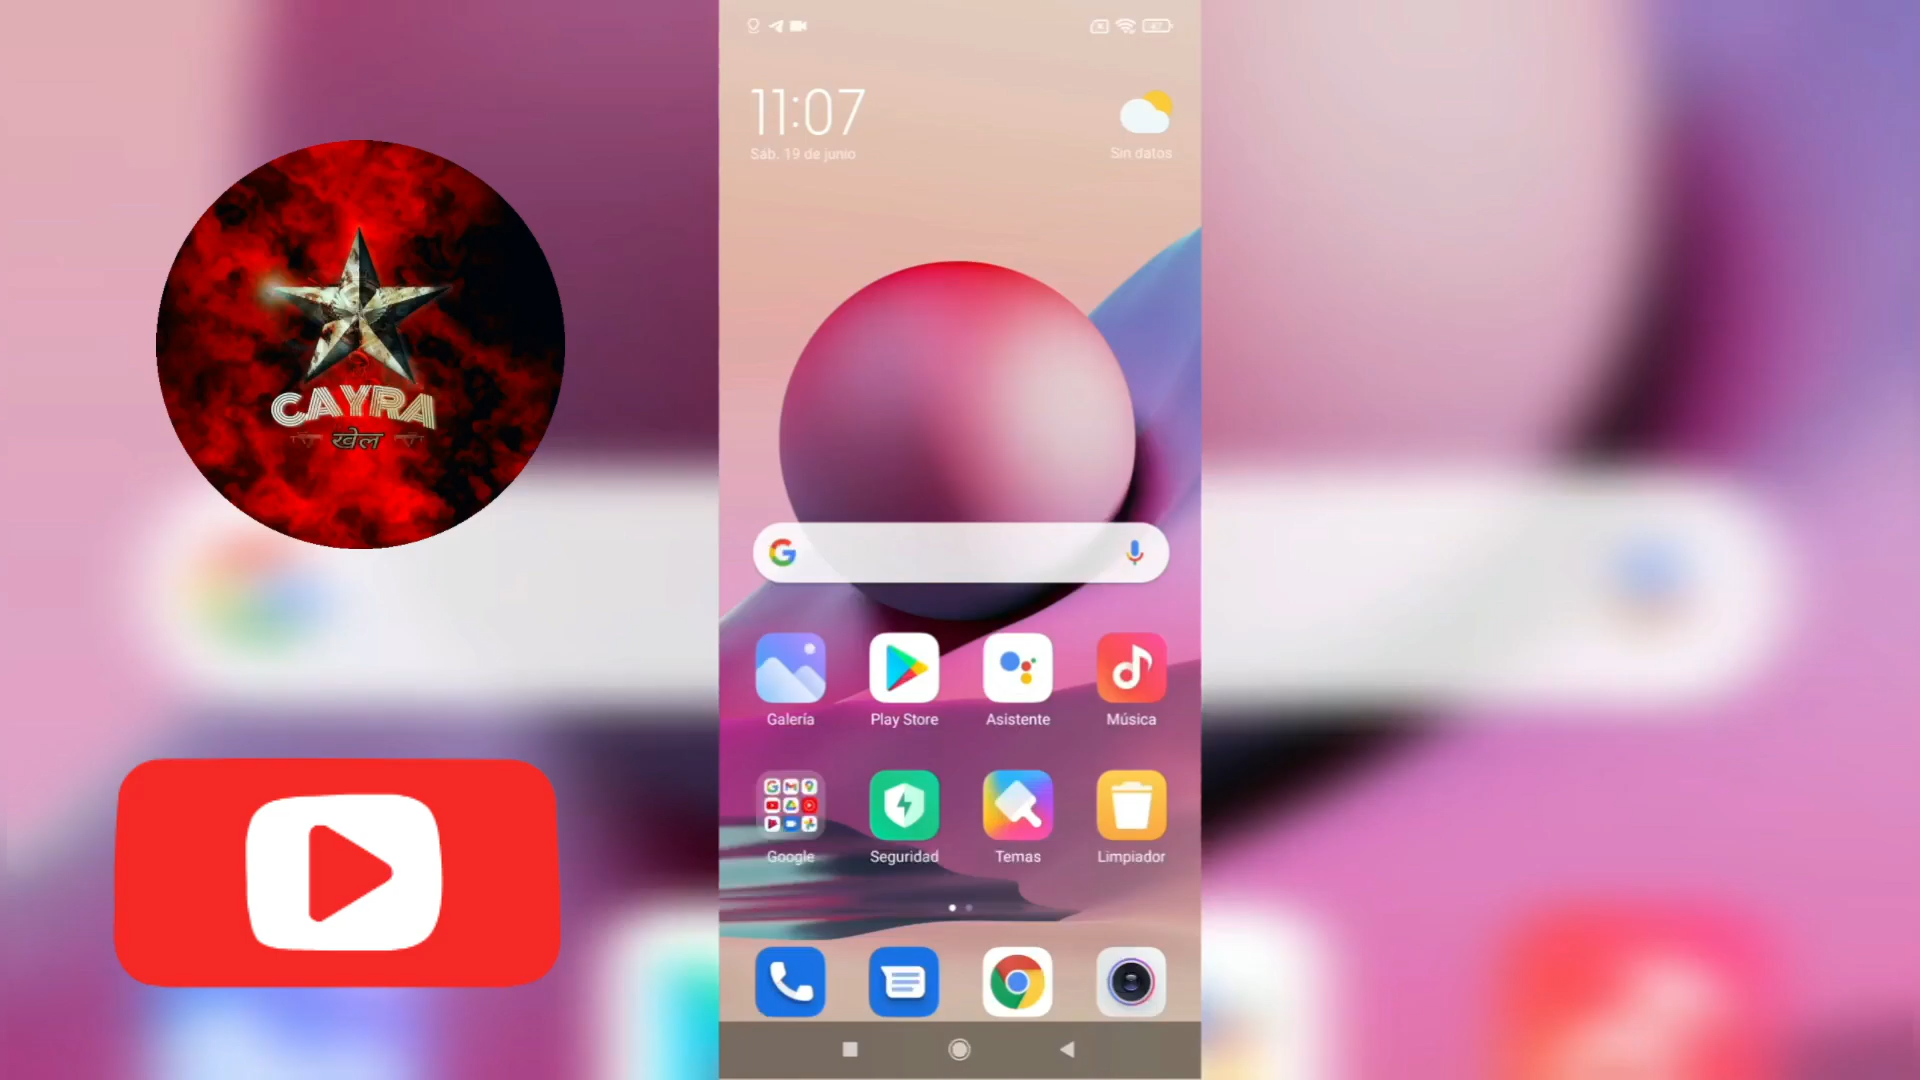 11:07
Sáb. 19 de junio
Sin datos
CAYRA
खेल
Galería
Play Store
Asistente
Música
Google
Seguridad
Temas
Limpiador